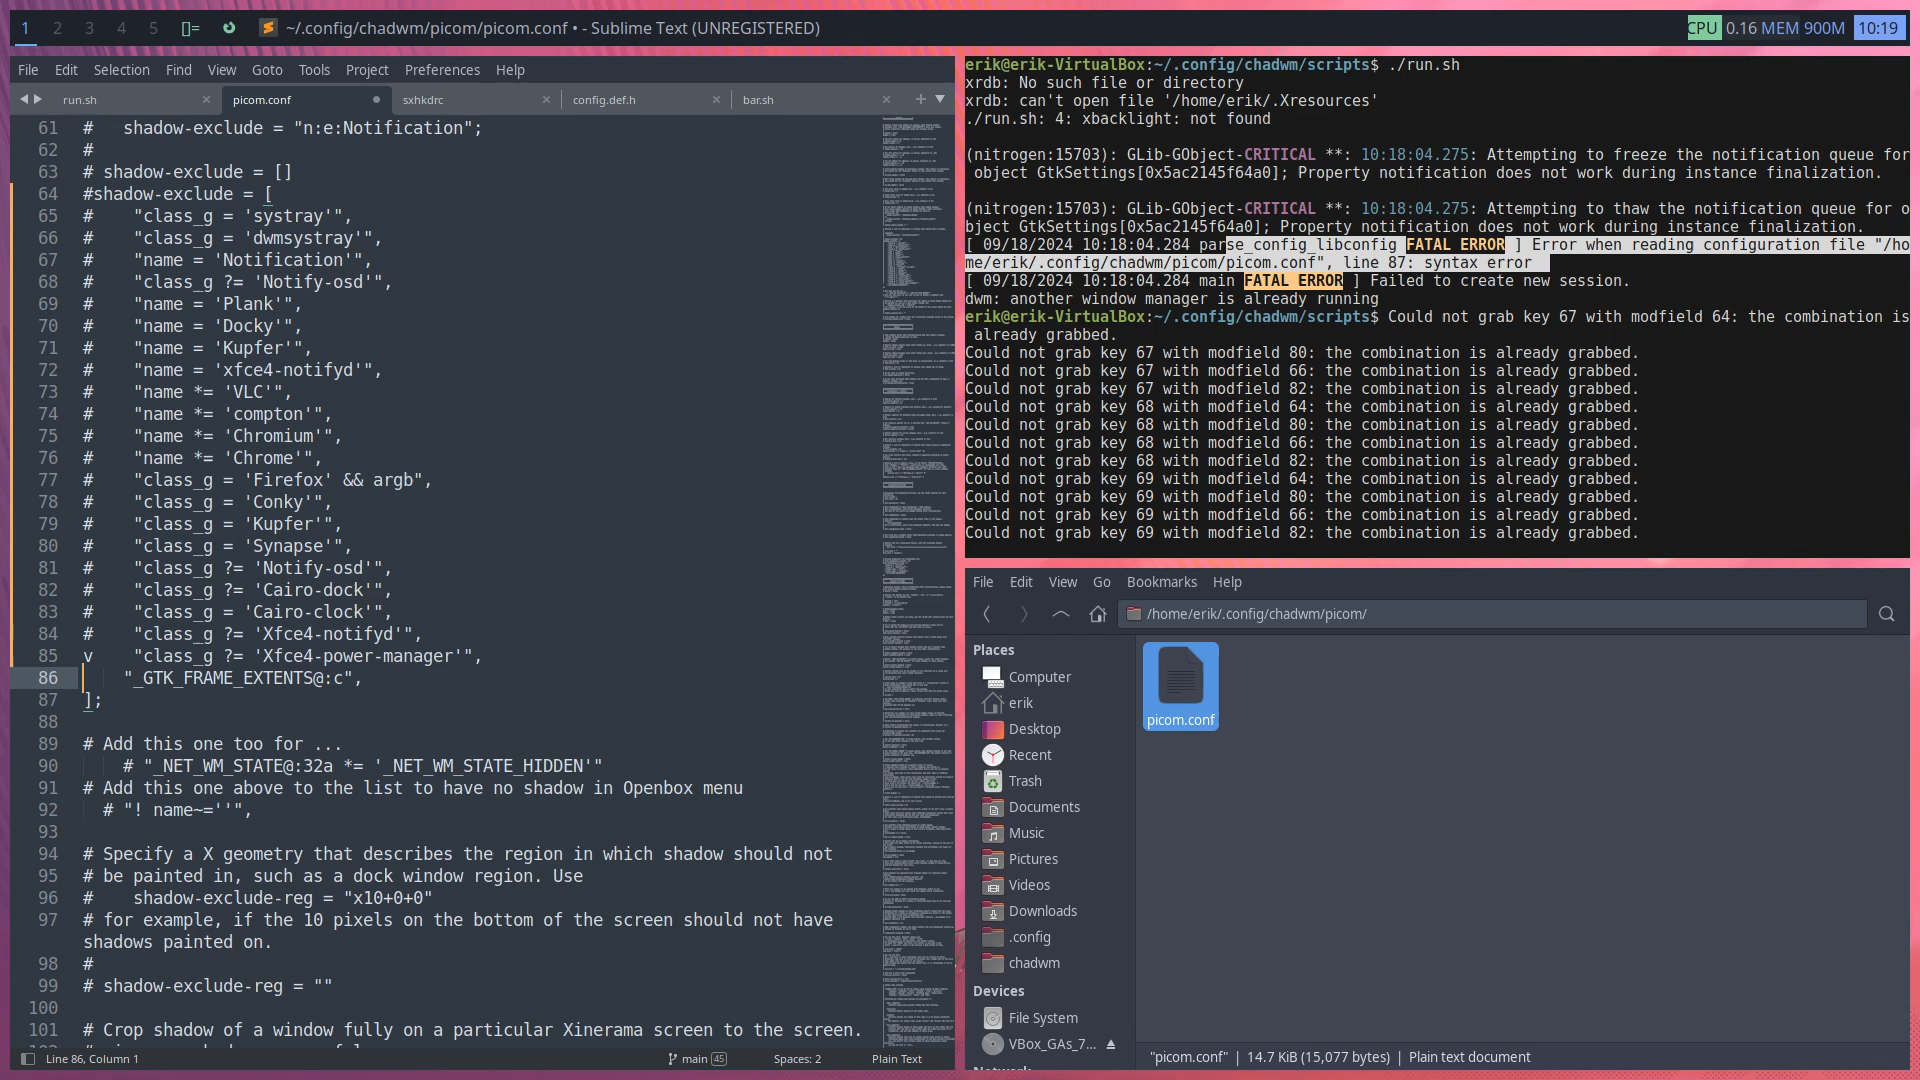 1 2 3 4 5 []= ~/.config/chadwm/picom/picom.conf • - Sublime Text (UNREGISTERED) CPU 0.16 MEM 900M 10:19
File Edit Selection Find View Goto Tools Project Preferences Help
run.sh × picom.conf • sxhkdrc × config.def.h × bar.sh × +
61 #   shadow-exclude = "n:e:Notification";
62 #
63 # shadow-exclude = []
64 #shadow-exclude = [
65 #    "class_g = 'systray'",
66 #    "class_g = 'dwmsystray'",
67 #    "name = 'Notification'",
68 #    "class_g ?= 'Notify-osd'",
69 #    "name = 'Plank'",
70 #    "name = 'Docky'",
71 #    "name = 'Kupfer'",
72 #    "name = 'xfce4-notifyd'",
73 #    "name *= 'VLC'",
74 #    "name *= 'compton'",
75 #    "name *= 'Chromium'",
76 #    "name *= 'Chrome'",
77 #    "class_g = 'Firefox' && argb",
78 #    "class_g = 'Conky'",
79 #    "class_g = 'Kupfer'",
80 #    "class_g = 'Synapse'",
81 #    "class_g ?= 'Notify-osd'",
82 #    "class_g ?= 'Cairo-dock'",
83 #    "class_g = 'Cairo-clock'",
84 #    "class_g ?= 'Xfce4-notifyd'",
85 v    "class_g ?= 'Xfce4-power-manager'",
86     "_GTK_FRAME_EXTENTS@:c",
87 ];
88
89 # Add this one too for ...
90     # "_NET_WM_STATE@:32a *= '_NET_WM_STATE_HIDDEN'"
91 # Add this one above to the list to have no shadow in Openbox menu
92   # "! name~=''",
93
94 # Specify a X geometry that describes the region in which shadow should not
95 # be painted in, such as a dock window region. Use
96 #    shadow-exclude-reg = "x10+0+0"
97 # for example, if the 10 pixels on the bottom of the screen should not have
shadows painted on.
98 #
99 # shadow-exclude-reg = ""
100
101 # Crop shadow of a window fully on a particular Xinerama screen to the screen.
Line 86, Column 1 main 45 Spaces: 2 Plain Text
erik@erik-VirtualBox:~/.config/chadwm/scripts$ ./run.sh
xrdb: No such file or directory
xrdb: can't open file '/home/erik/.Xresources'
./run.sh: 4: xbacklight: not found
(nitrogen:15703): GLib-GObject-CRITICAL **: 10:18:04.275: Attempting to freeze the notification queue for
 object GtkSettings[0x5ac2145f64a0]; Property notification does not work during instance finalization.
(nitrogen:15703): GLib-GObject-CRITICAL **: 10:18:04.275: Attempting to thaw the notification queue for o
bject GtkSettings[0x5ac2145f64a0]; Property notification does not work during instance finalization.
[ 09/18/2024 10:18:04.284 parse_config_libconfig FATAL ERROR ] Error when reading configuration file "/ho
me/erik/.config/chadwm/picom/picom.conf", line 87: syntax error
[ 09/18/2024 10:18:04.284 main FATAL ERROR ] Failed to create new session.
dwm: another window manager is already running
erik@erik-VirtualBox:~/.config/chadwm/scripts$ Could not grab key 67 with modfield 64: the combination is
 already grabbed.
Could not grab key 67 with modfield 80: the combination is already grabbed.
Could not grab key 67 with modfield 66: the combination is already grabbed.
Could not grab key 67 with modfield 82: the combination is already grabbed.
Could not grab key 68 with modfield 64: the combination is already grabbed.
Could not grab key 68 with modfield 80: the combination is already grabbed.
Could not grab key 68 with modfield 66: the combination is already grabbed.
Could not grab key 68 with modfield 82: the combination is already grabbed.
Could not grab key 69 with modfield 64: the combination is already grabbed.
Could not grab key 69 with modfield 80: the combination is already grabbed.
Could not grab key 69 with modfield 66: the combination is already grabbed.
Could not grab key 69 with modfield 82: the combination is already grabbed.
File Edit View Go Bookmarks Help
/home/erik/.config/chadwm/picom/
Places
Computer
erik
Desktop
Recent
Trash
Documents
Music
Pictures
Videos
Downloads
.config
chadwm
Devices
File System
VBox_GAs_7...
picom.conf
"picom.conf" | 14.7 KiB (15,077 bytes) | Plain text document